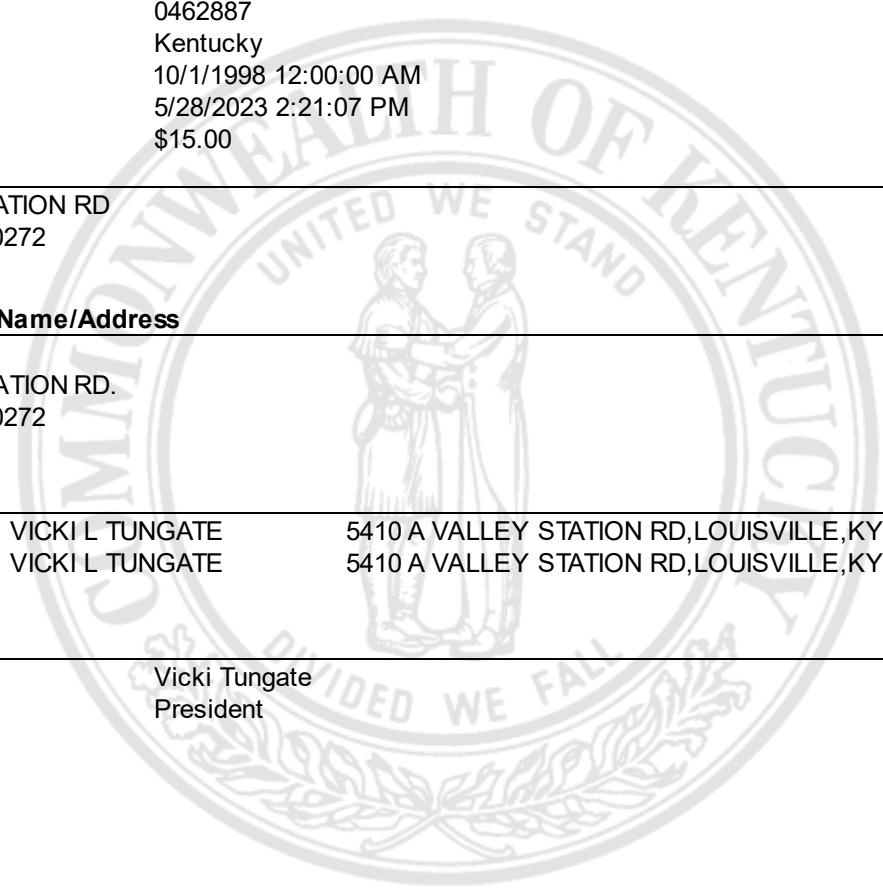 0462887
Kentucky
10/1/1998 12:00:00 AM
5/28/2023 2:21:07 PM
$15.00
ATION RD
0272
Name/Address
ATION RD.
0272
VICKI L TUNGATE 5410 A VALLEY STATION RD,LOUISVILLE,KY
VICKI L TUNGATE 5410 A VALLEY STATION RD,LOUISVILLE,KY
Vicki Tungate
President
COMMONWEALTH OF KENTUCKY
UNITED WE STAND
DIVIDED WE FALL